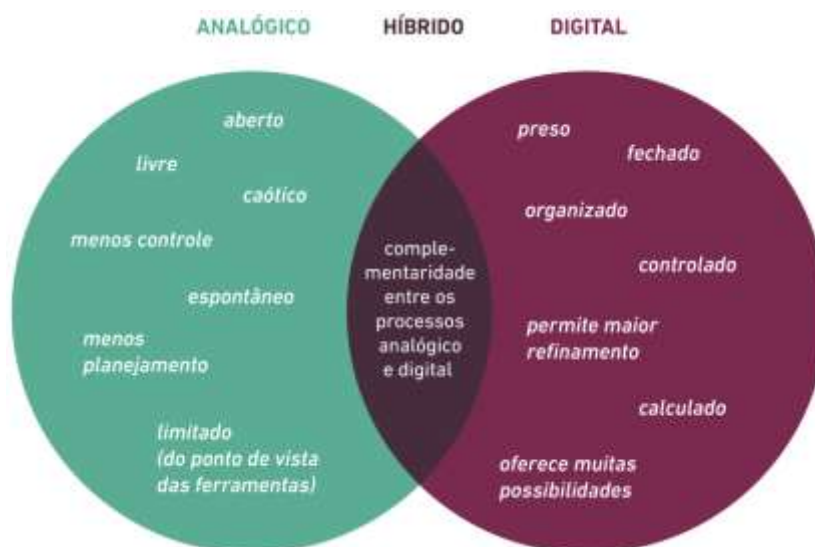 ANALÓGICO
HÍBRIDO
DIGITAL
aberto
livre
caótico
menos controle
espontâneo
menos
planejamento
limitado
(do ponto de vista
das ferramentas)
comple-
mentaridade
entre os
processos
analógico
e digital
preso
fechado
organizado
controlado
permite maior
refinamento
calculado
oferece muitas
possibilidades